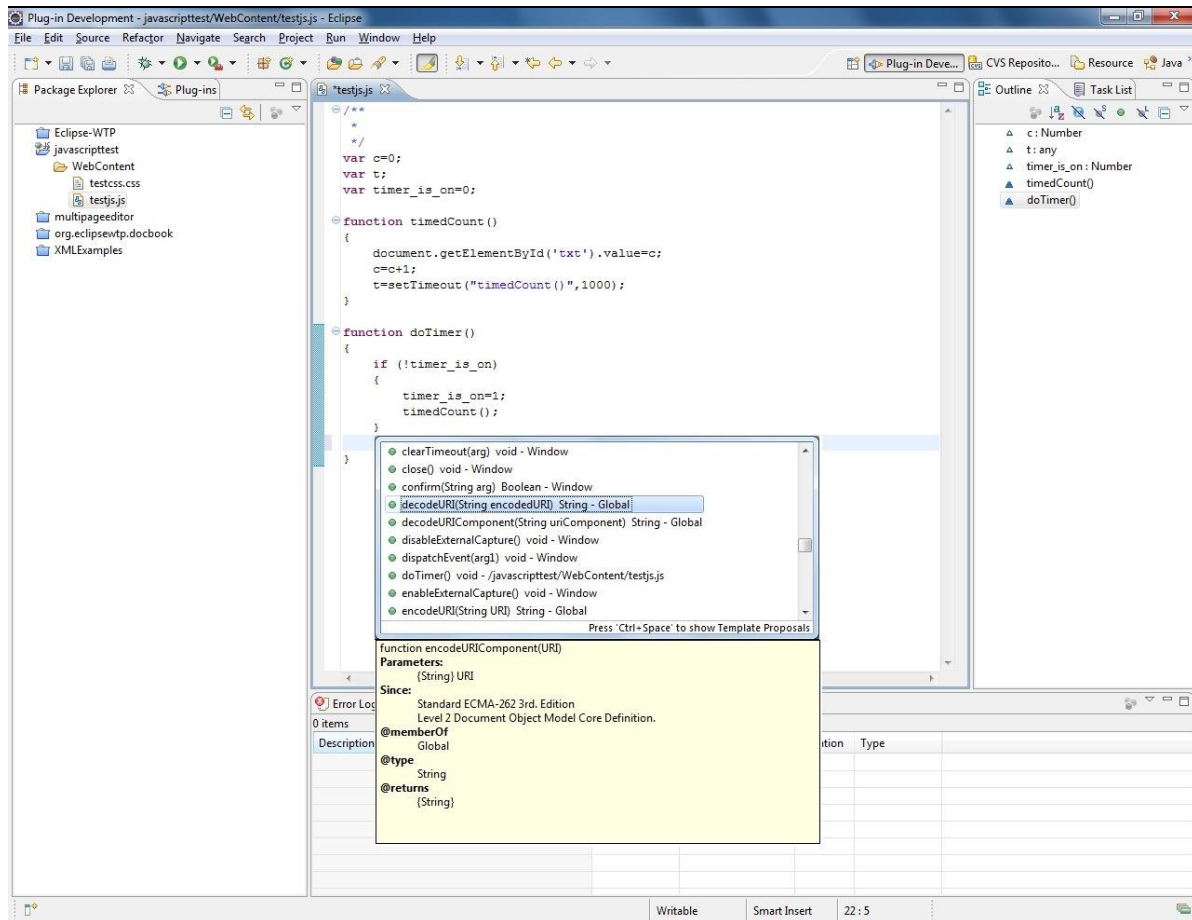 Plug-in Development - javascripttest/WebContent/testjs.js - Eclipse
File Edit Source Refactor Navigate Search Project Run Window Help
Plug-in Deve... CVS Reposito... Resource Java
Package Explorer Plug-ins
Eclipse-WTP
javascripttest
WebContent
testcss.css
testjs.js
multipageeditor
org.eclipsewtp.docbook
XMLExamples
*testjs.js
/**
*
*/
var c=0;
var t;
var timer_is_on=0;
function timedCount()
{
document.getElementById('txt').value=c;
c=c+1;
t=setTimeout("timedCount()",1000);
}
function doTimer()
{
if (!timer_is_on)
{
timer_is_on=1;
timedCount();
}
}
clearTimeout(arg) void - Window
close() void - Window
confirm(String arg) Boolean - Window
decodeURI(String encodedURI) String - Global
decodeURIComponent(String uriComponent) String - Global
disableExternalCapture() void - Window
dispatchEvent(arg1) void - Window
doTimer() void - /javascripttest/WebContent/testjs.js
enableExternalCapture() void - Window
encodeURI(String URI) String - Global
Press 'Ctrl+Space' to show Template Proposals
function encodeURIComponent(URI)
Parameters:
{String} URI
Since:
Standard ECMA-262 3rd. Edition
Level 2 Document Object Model Core Definition.
@memberOf
Global
@type
String
@returns
{String}
Outline Task List
c : Number
t : any
timer_is_on : Number
timedCount()
doTimer()
Error Log
0 items
Description ation Type
Writable Smart Insert 22 : 5